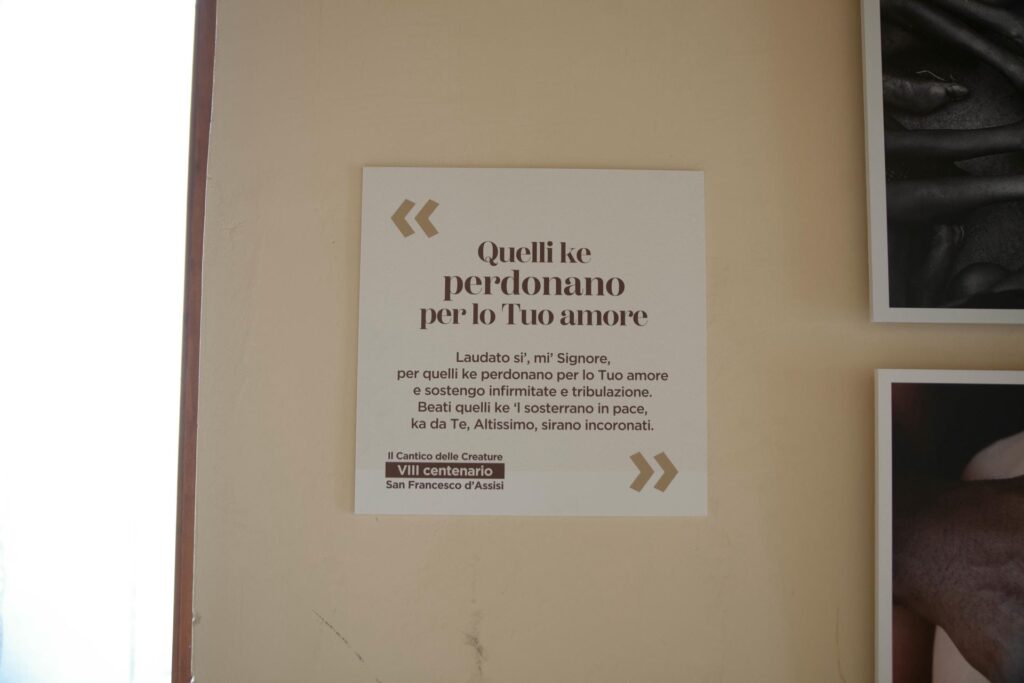 «
Quelli ke
perdonano
per lo Tuo amore
Laudato si’, mi’ Signore,
per quelli ke perdonano per lo Tuo amore
e sostengo infirmitate e tribulazione.
Beati quelli ke ‘l sosterrano in pace,
ka da Te, Altissimo, sirano incoronati.
Il Cantico delle Creature
VIII centenario
San Francesco d’Assisi
»